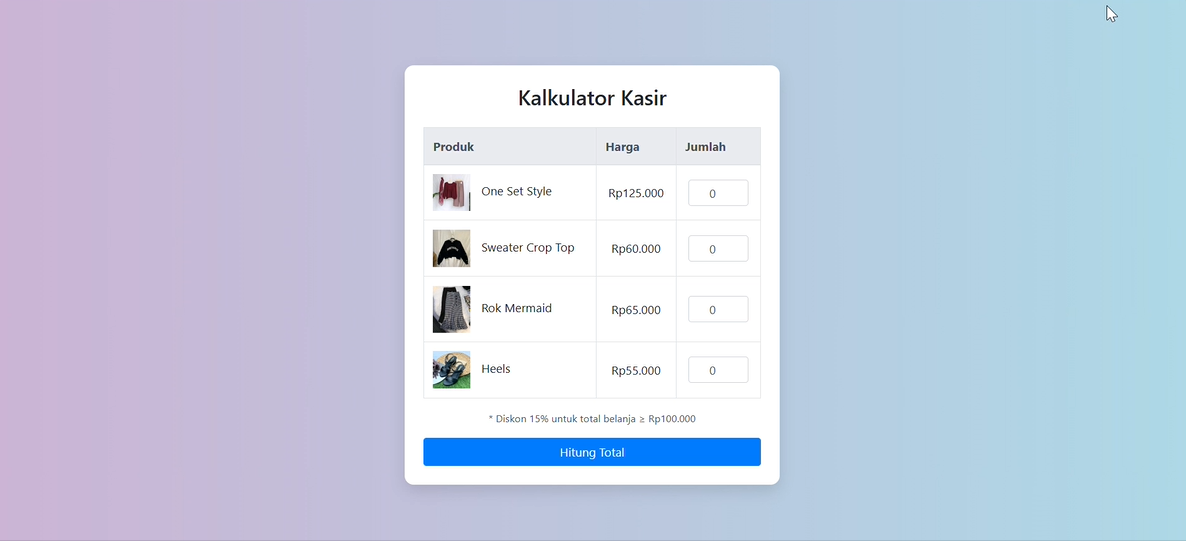 Kalkulator Kasir
Produk Harga Jumlah
One Set Style Rp125.000 0
Sweater Crop Top Rp60.000 0
Rok Mermaid Rp65.000 0
Heels Rp55.000 0
* Diskon 15% untuk total belanja ≥ Rp100.000
Hitung Total